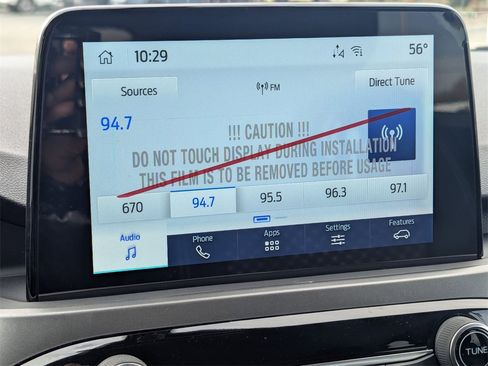 10:29
56°
Sources
FM
Direct Tune
94.7
!!! CAUTION !!!
DO NOT TOUCH DISPLAY DURING INSTALLATION
THIS FILM IS TO BE REMOVED BEFORE USAGE
670
94.7
95.5
96.3
97.1
Audio
Phone
Apps
Settings
Features
TUNE